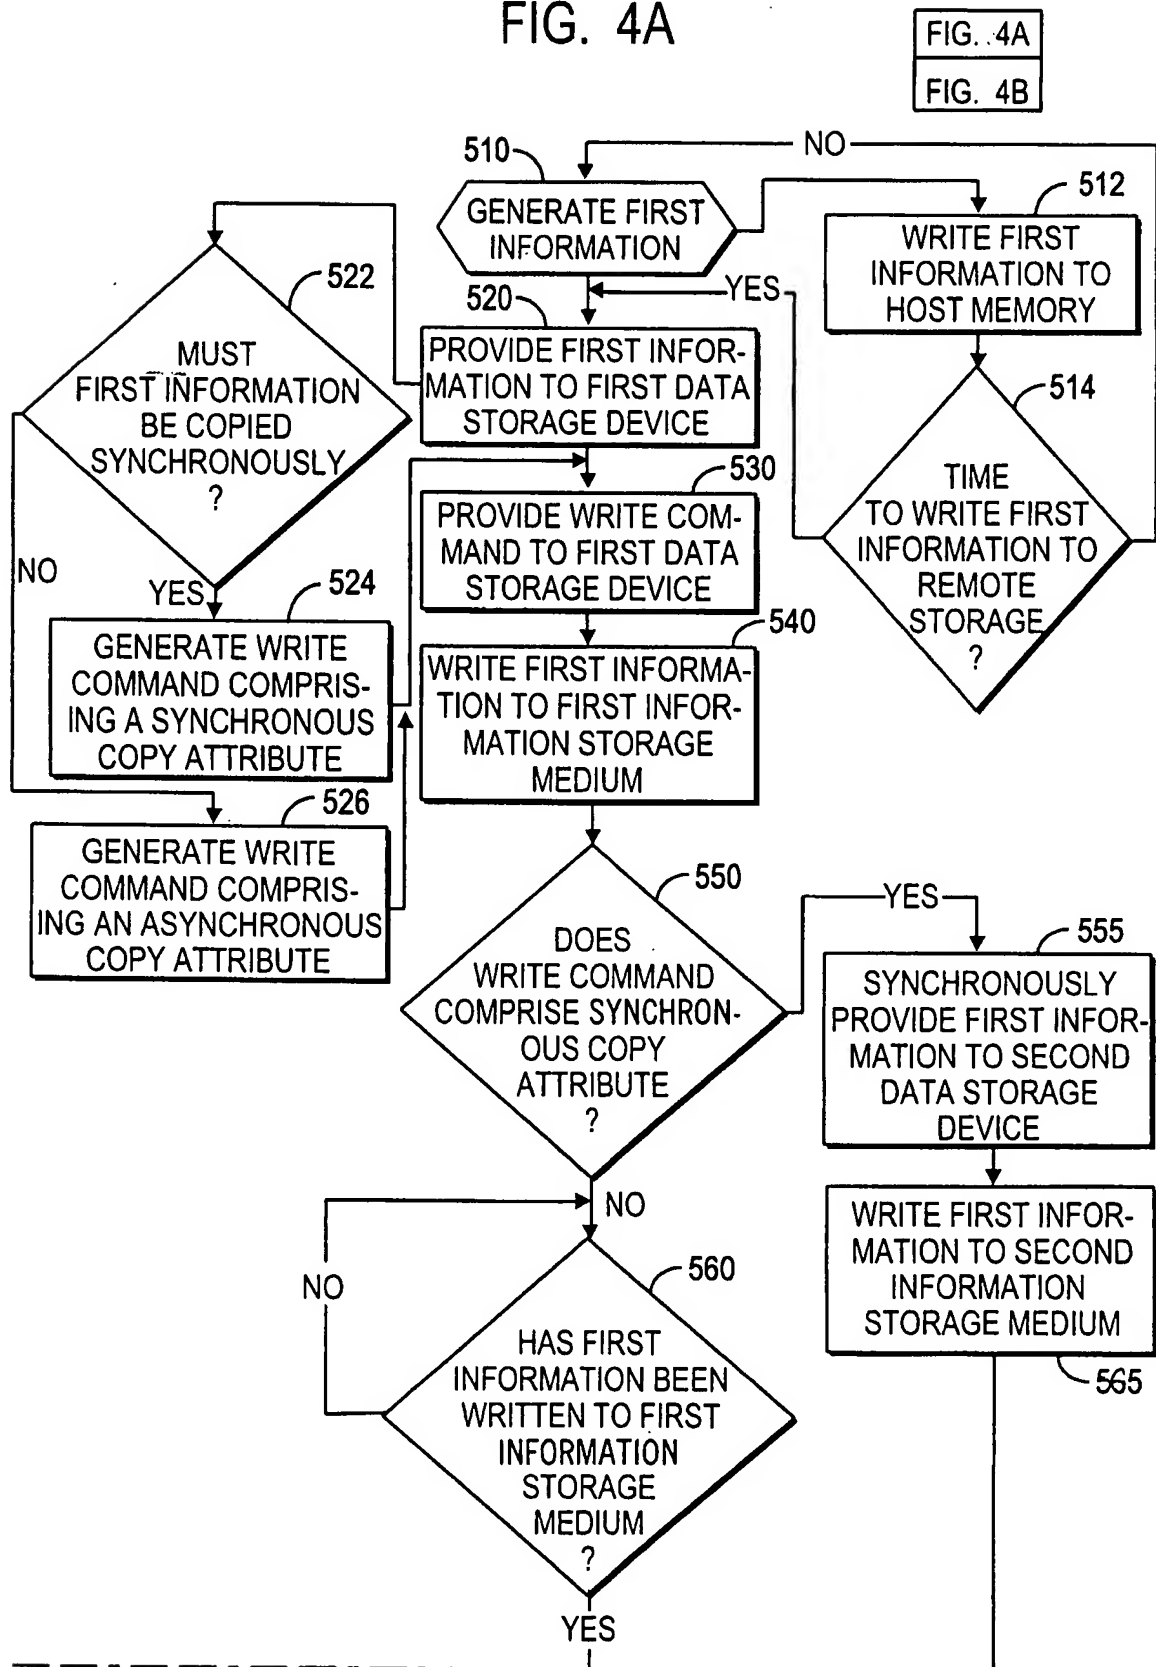 FIG. 4A
FIG. 4A
FIG. 4B
NO
510
GENERATE FIRST
INFORMATION
512
WRITE FIRST
INFORMATION TO
HOST MEMORY
YES
514
TIME
TO WRITE FIRST
INFORMATION TO
REMOTE
STORAGE
?
520
PROVIDE FIRST INFOR-
MATION TO FIRST DATA
STORAGE DEVICE
522
MUST
FIRST INFORMATION
BE COPIED
SYNCHRONOUSLY
?
NO
YES
524
GENERATE WRITE
COMMAND COMPRIS-
ING A SYNCHRONOUS
COPY ATTRIBUTE
526
GENERATE WRITE
COMMAND COMPRIS-
ING AN ASYNCHRONOUS
COPY ATTRIBUTE
530
PROVIDE WRITE COM-
MAND TO FIRST DATA
STORAGE DEVICE
540
WRITE FIRST INFORMA-
TION TO FIRST INFOR-
MATION STORAGE
MEDIUM
550
DOES
WRITE COMMAND
COMPRISE SYNCHRON-
OUS COPY
ATTRIBUTE
?
YES
555
SYNCHRONOUSLY
PROVIDE FIRST INFOR-
MATION TO SECOND
DATA STORAGE
DEVICE
WRITE FIRST INFOR-
MATION TO SECOND
INFORMATION
STORAGE MEDIUM
565
NO
NO
560
HAS FIRST
INFORMATION BEEN
WRITTEN TO FIRST
INFORMATION
STORAGE
MEDIUM
?
YES